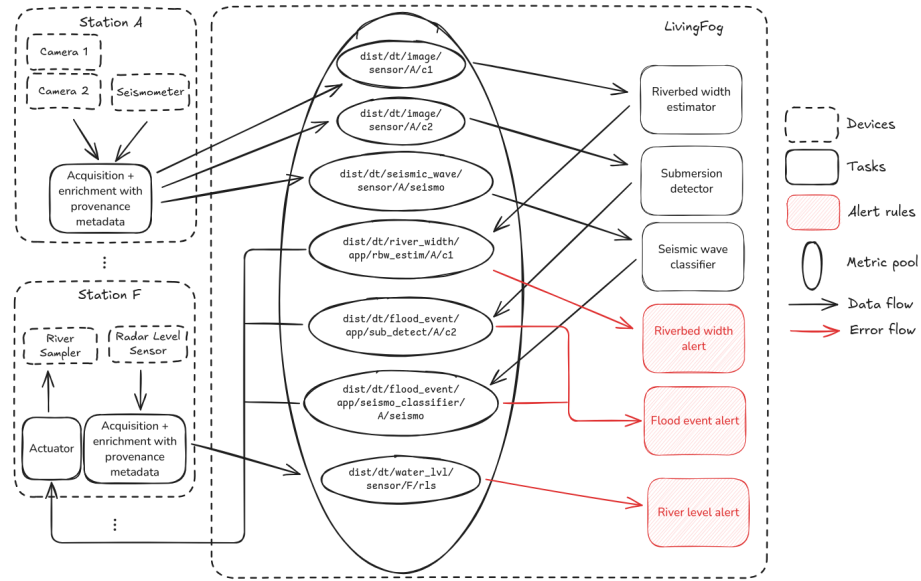 Station A
Camera 1
Camera 2
Seismometer
Acquisition +
enrichment with
provenance
metadata
⋮
Station F
River
Sampler
Radar Level
Sensor
Actuator
Acquisition +
enrichment with
provenance
metadata
⋮
LivingFog
dist/dt/image/
sensor/A/c1
dist/dt/image/
sensor/A/c2
dist/dt/seismic_wave/
sensor/A/seismo
dist/dt/river_width/
app/rbw_estim/A/c1
dist/dt/flood_event/
app/sub_detect/A/c2
dist/dt/flood_event/
app/seismo_classifier/
A/seismo
dist/dt/water_lvl/
sensor/F/rls
Riverbed width
estimator
Submersion
detector
Seismic wave
classifier
Riverbed width
alert
Flood event alert
River level alert
Devices
Tasks
Alert rules
Metric pool
Data flow
Error flow